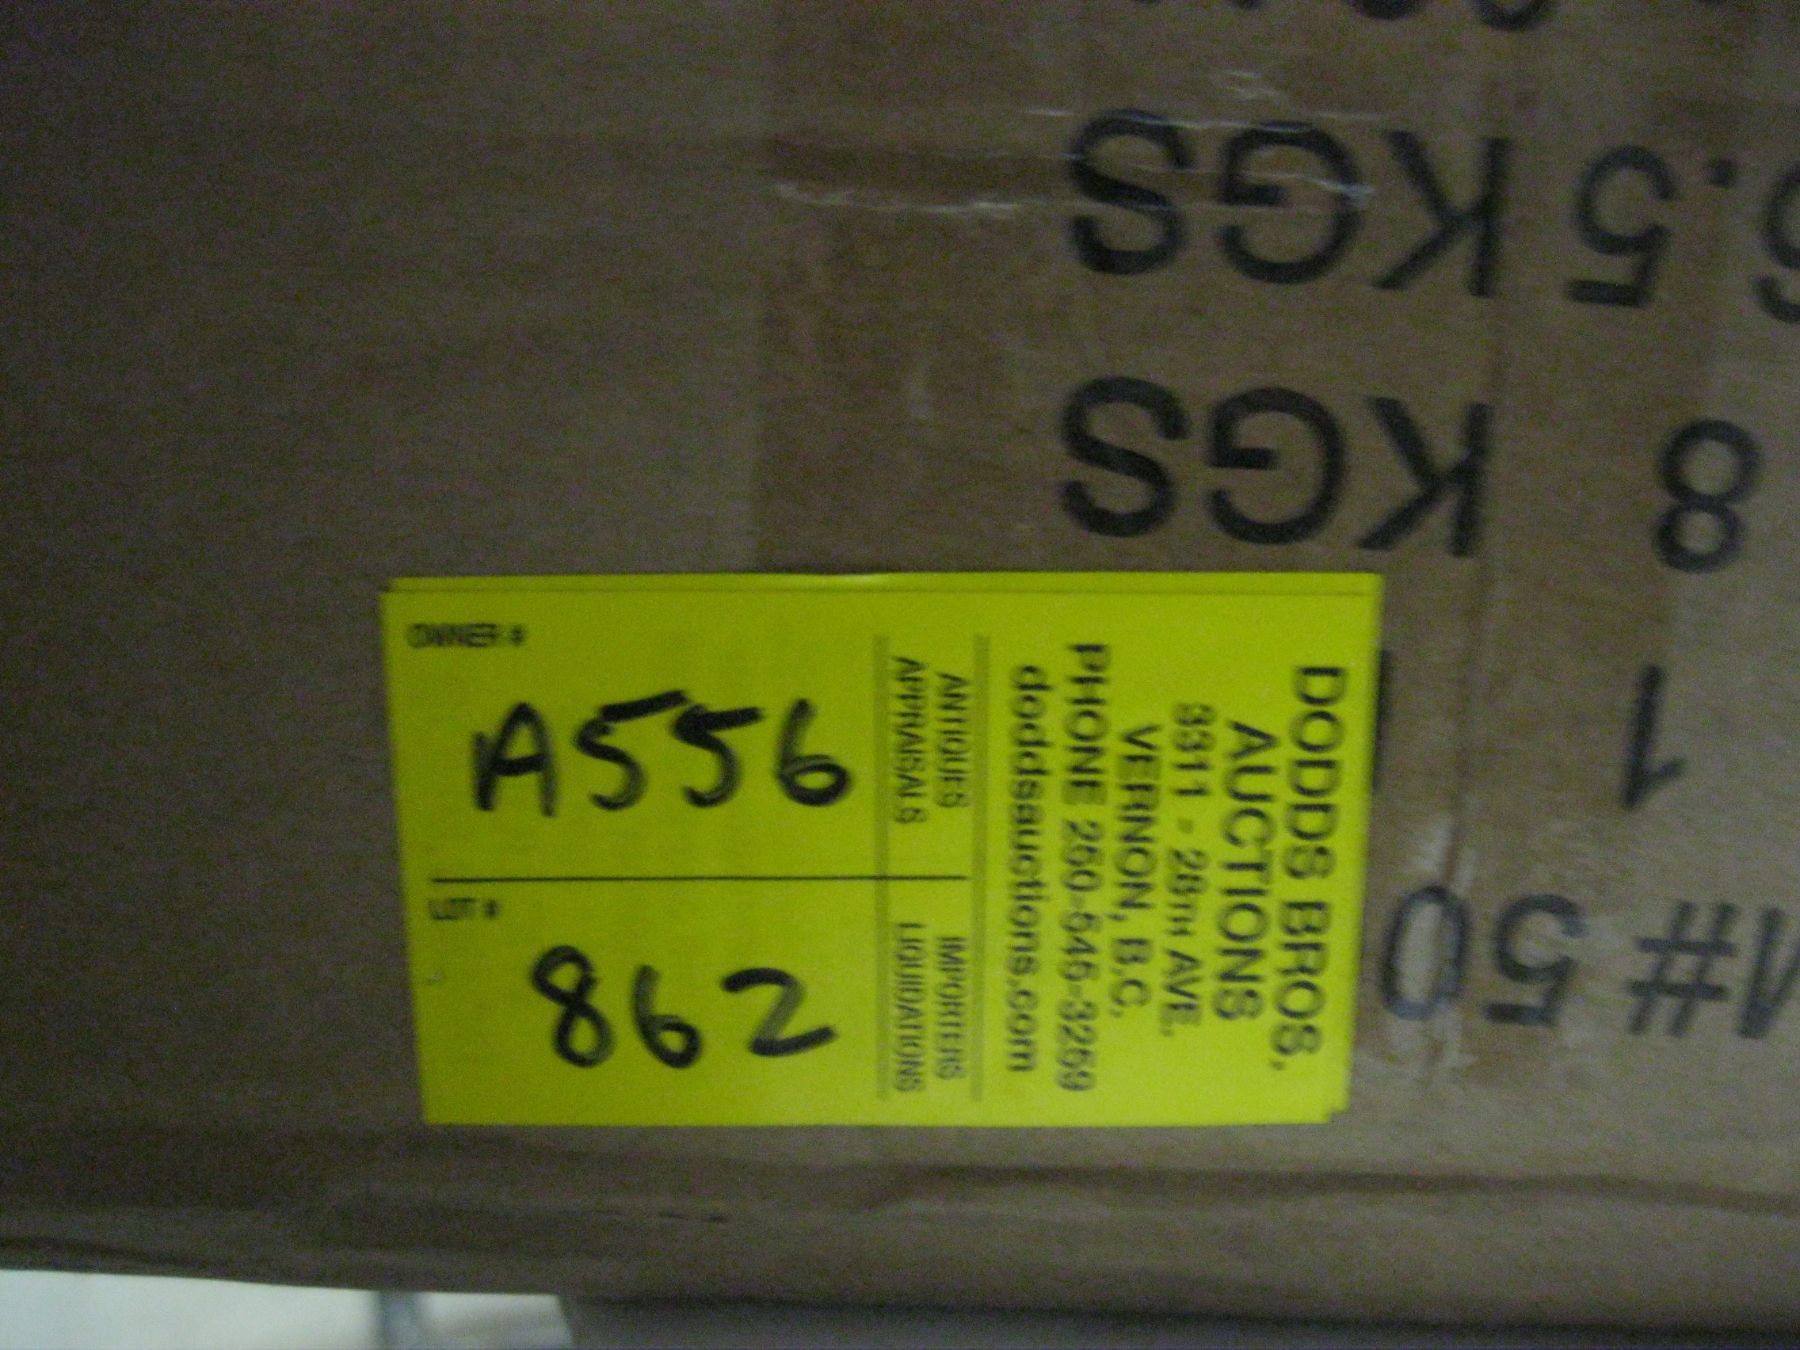 OWNER #
A556
LOT #
862
ANTIQUES
APPRAISALS
IMPORTERS
LIQUIDATIONS
DODDS BROS.
AUCTIONS
3311 - 28TH AVE.
VERNON, B.C.
PHONE 250-545-3259
doddsauctions.com
# 50
1
8 KGS
.5 KGS